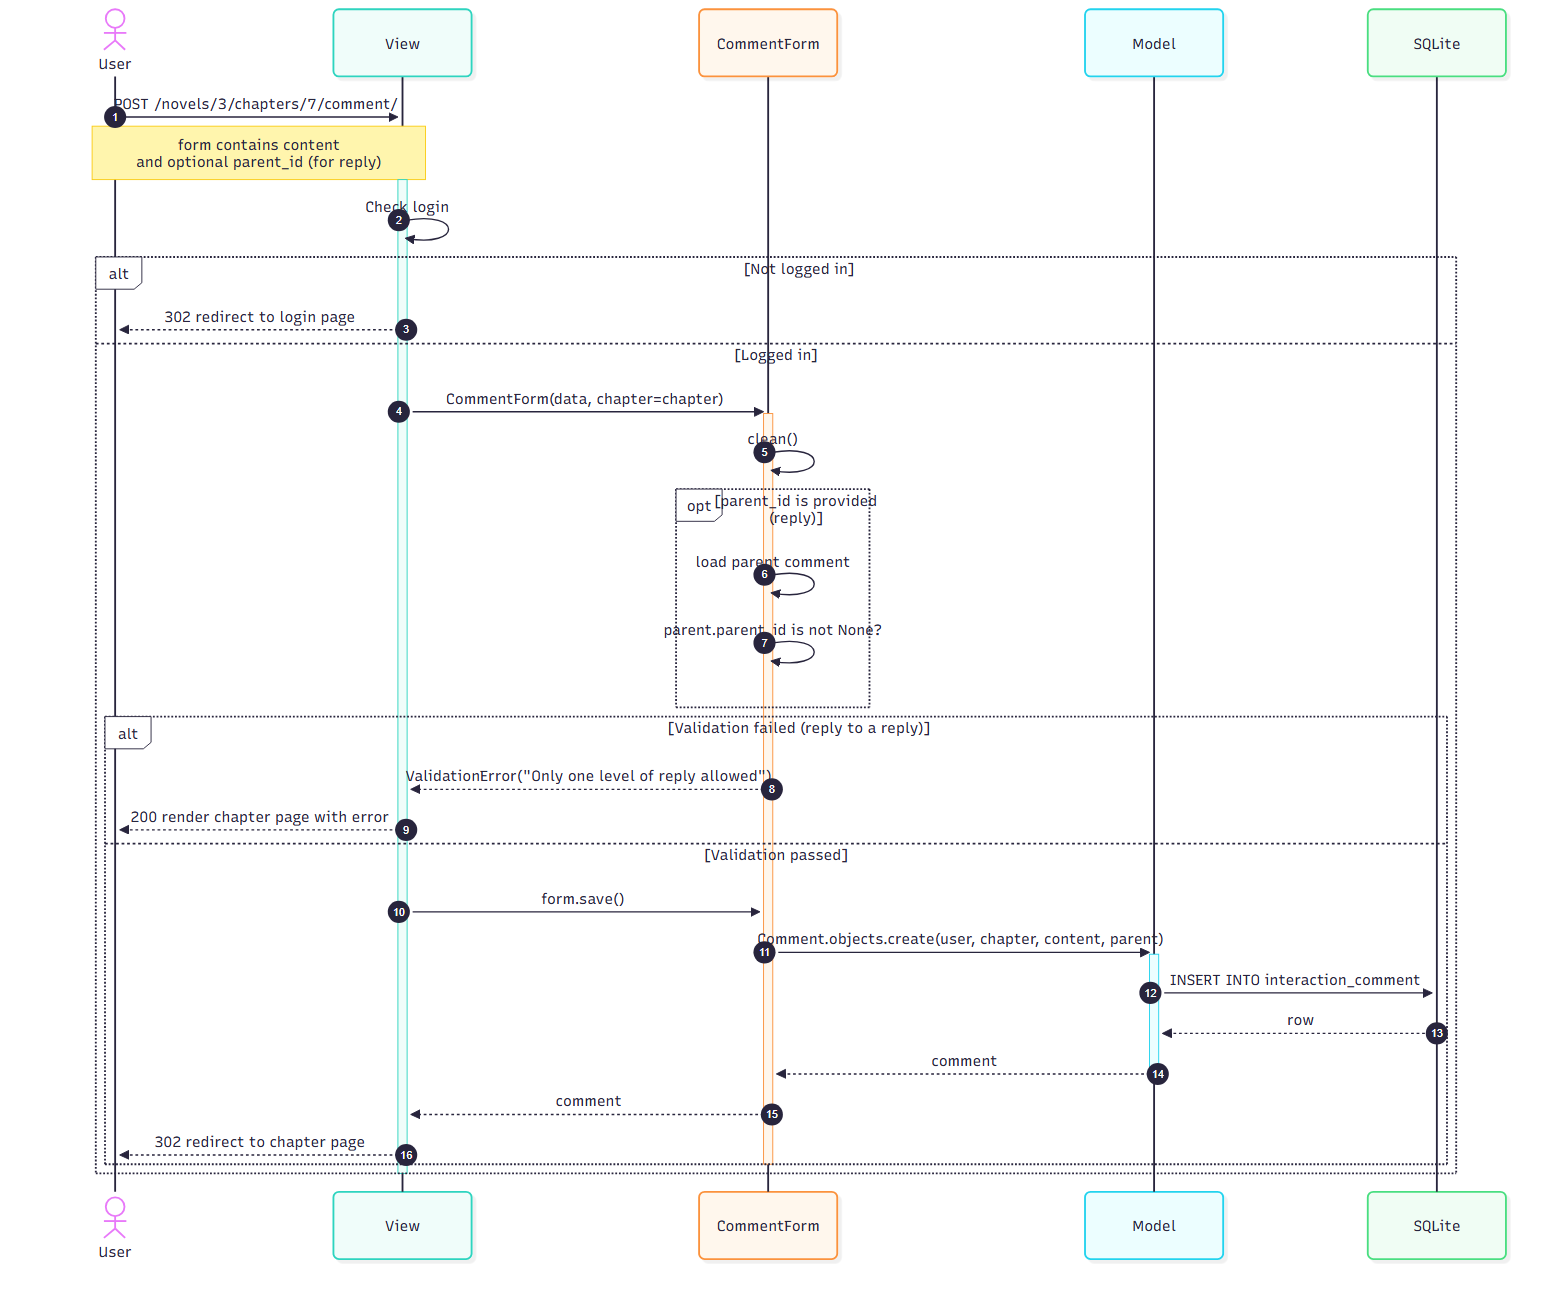 User
View
CommentForm
Model
SQLite
POST /novels/3/chapters/7/comment/
1
form contains content
and optional parent_id (for reply)
Check login
2
alt
[Not logged in]
302 redirect to login page
3
[Logged in]
CommentForm(data, chapter=chapter)
4
clean()
5
opt
[parent_id is provided
(reply)]
load parent comment
6
parent.parent_id is not None?
7
alt
[Validation failed (reply to a reply)]
ValidationError("Only one level of reply allowed")
8
200 render chapter page with error
9
[Validation passed]
form.save()
10
Comment.objects.create(user, chapter, content, parent)
11
INSERT INTO interaction_comment
12
row
13
comment
14
comment
15
302 redirect to chapter page
16
User
View
CommentForm
Model
SQLite